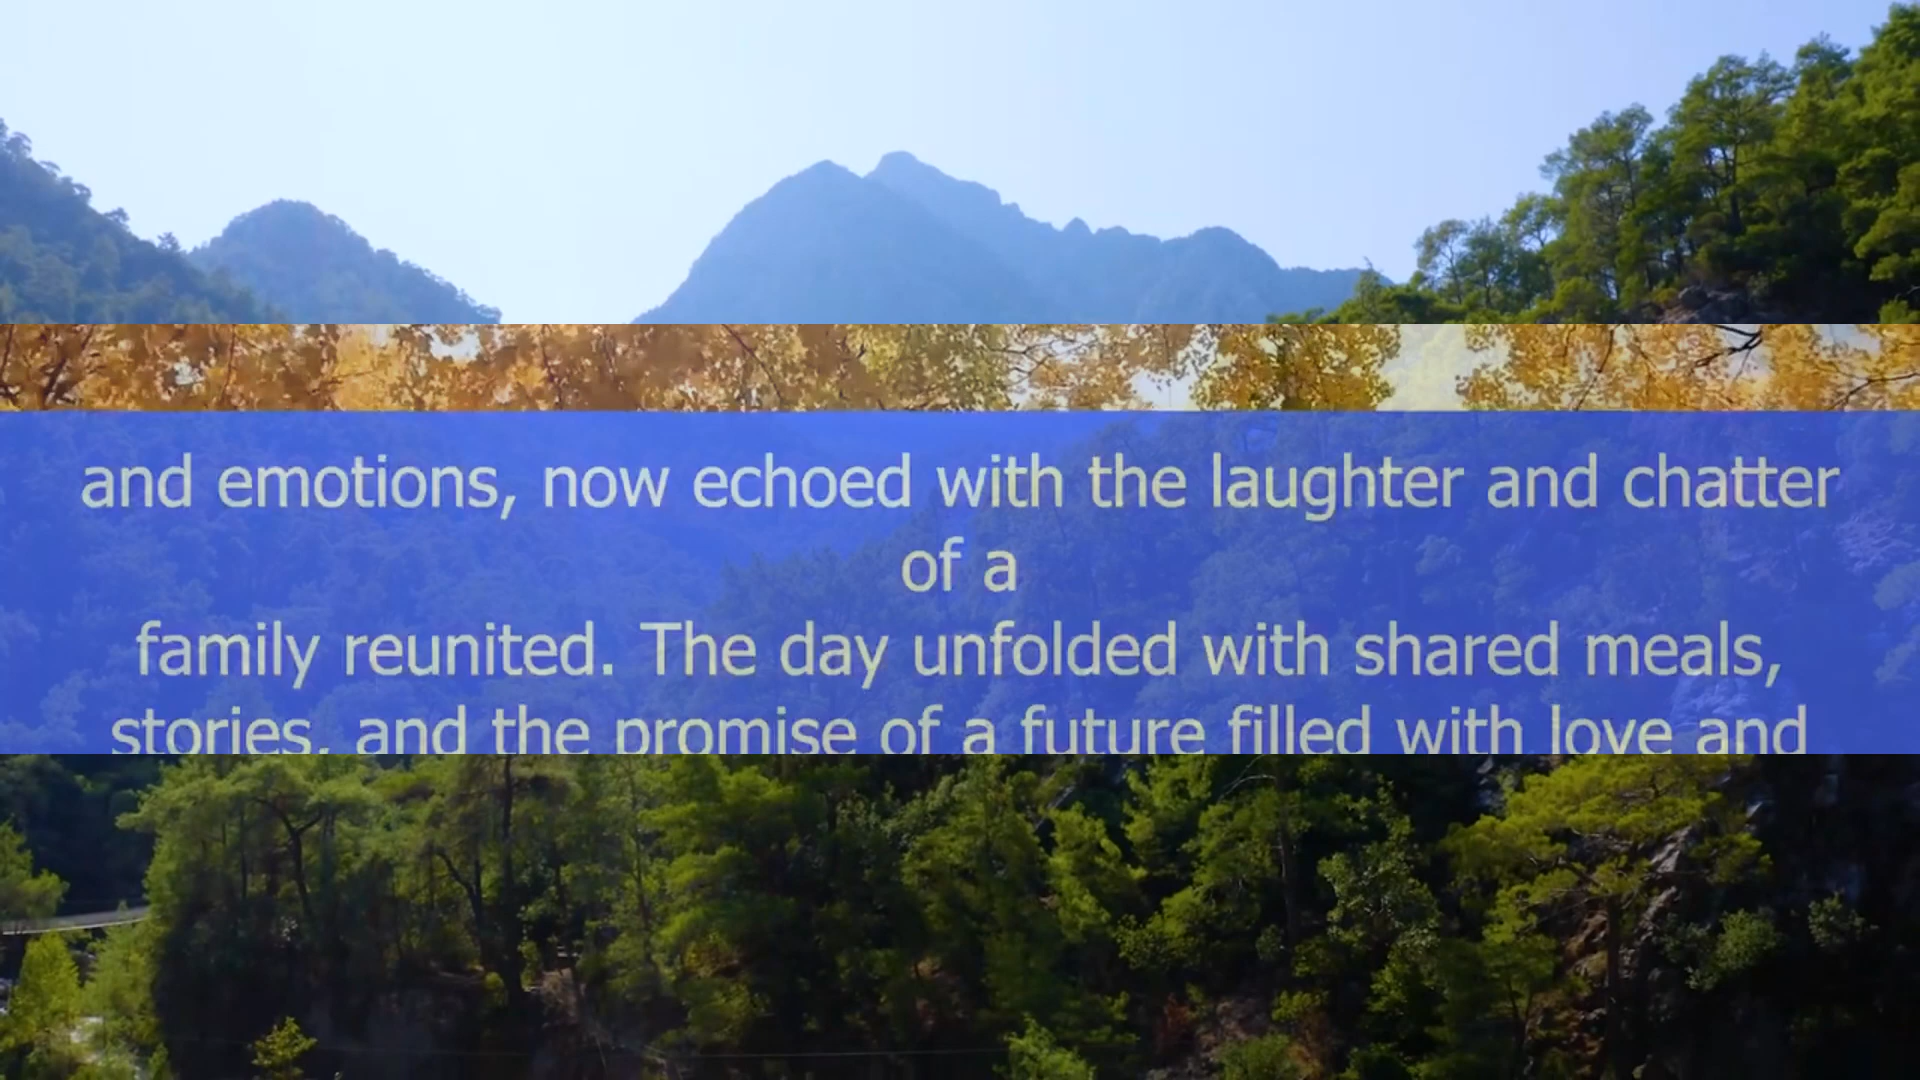 and emotions, now echoed with the laughter and chatter
of a
family reunited. The day unfolded with shared meals,
stories, and the promise of a future filled with love and